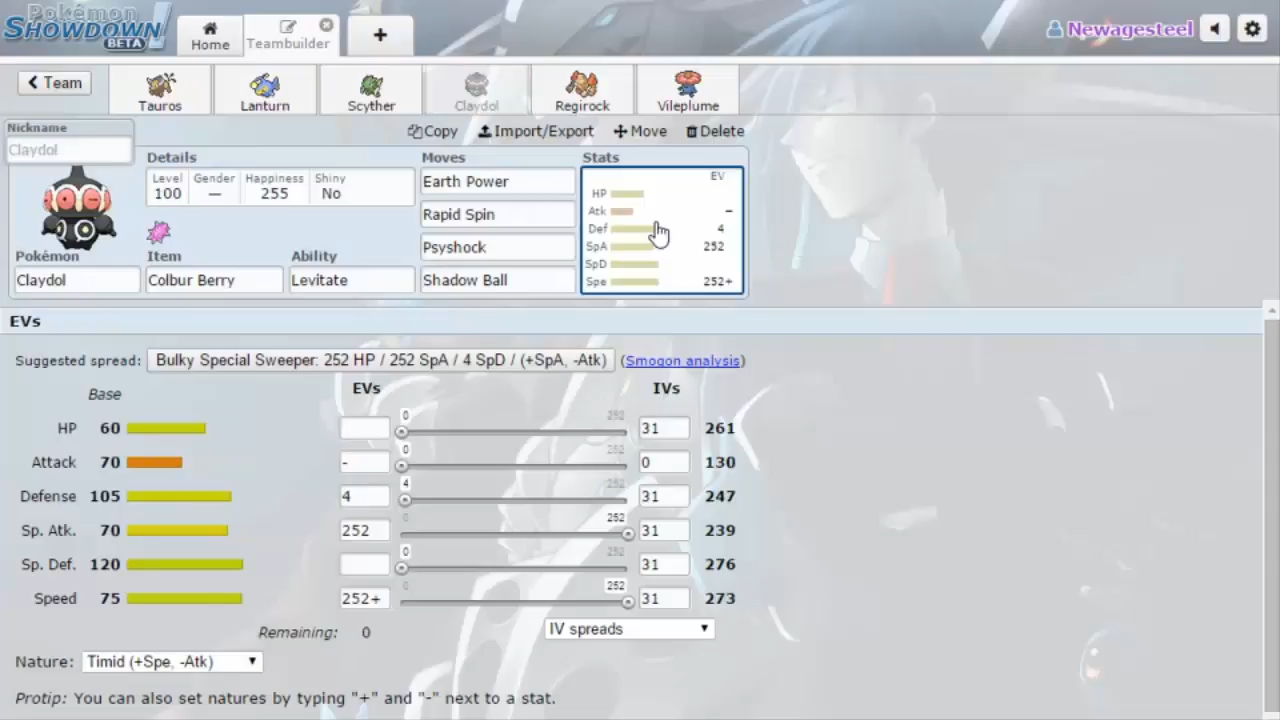 Pokémon
Showdown!
BETA
Home
Teambuilder
+
Newagesteel
Team
Tauros
Lanturn
Scyther
Claydol
Regirock
Vileplume
Copy
Import/Export
Move
Delete
Nickname
Claydol
Details
Level
100
Gender
—
Happiness
255
Shiny
No
Pokémon
Claydol
Item
Colbur Berry
Ability
Levitate
Moves
Earth Power
Rapid Spin
Psyshock
Shadow Ball
Stats
EV
HP
Atk –
Def 4
SpA 252
SpD
Spe 252+
EVs
Suggested spread: Bulky Special Sweeper: 252 HP / 252 SpA / 4 SpD / (+SpA, -Atk) (Smogon analysis)
Base EVs IVs
HP 60 0 252 31 261
Attack 70 - 0 252 0 130
Defense 105 4 4 252 31 247
Sp. Atk. 70 252 0 252 31 239
Sp. Def. 120 0 252 31 276
Speed 75 252+ 0 252 31 273
Remaining: 0
IV spreads
Nature: Timid (+Spe, -Atk)
Protip: You can also set natures by typing "+" and "-" next to a stat.